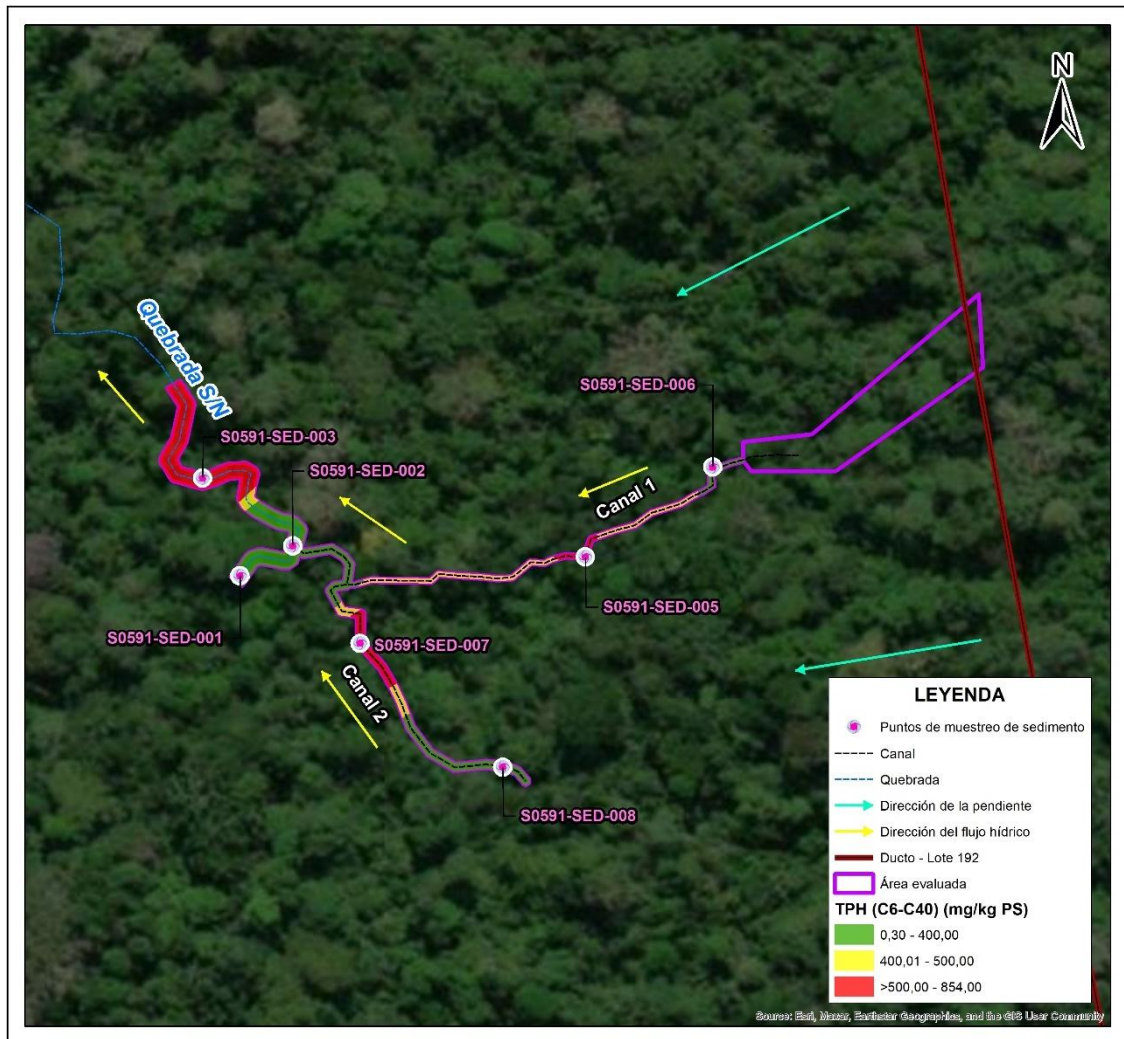 N
Quebrada S/N
S0591-SED-006
S0591-SED-003
S0591-SED-002
Canal 1
S0591-SED-005
S0591-SED-001
S0591-SED-007
Canal 2
S0591-SED-008
LEYENDA
Puntos de muestreo de sedimento
Canal
Quebrada
Dirección de la pendiente
Dirección del flujo hídrico
Ducto - Lote 192
Área evaluada
TPH (C6-C40) (mg/kg PS)
0,30 - 400,00
400,01 - 500,00
>500,00 - 854,00
Source: Esri, Maxar, Earthstar Geographics, and the GIS User Community